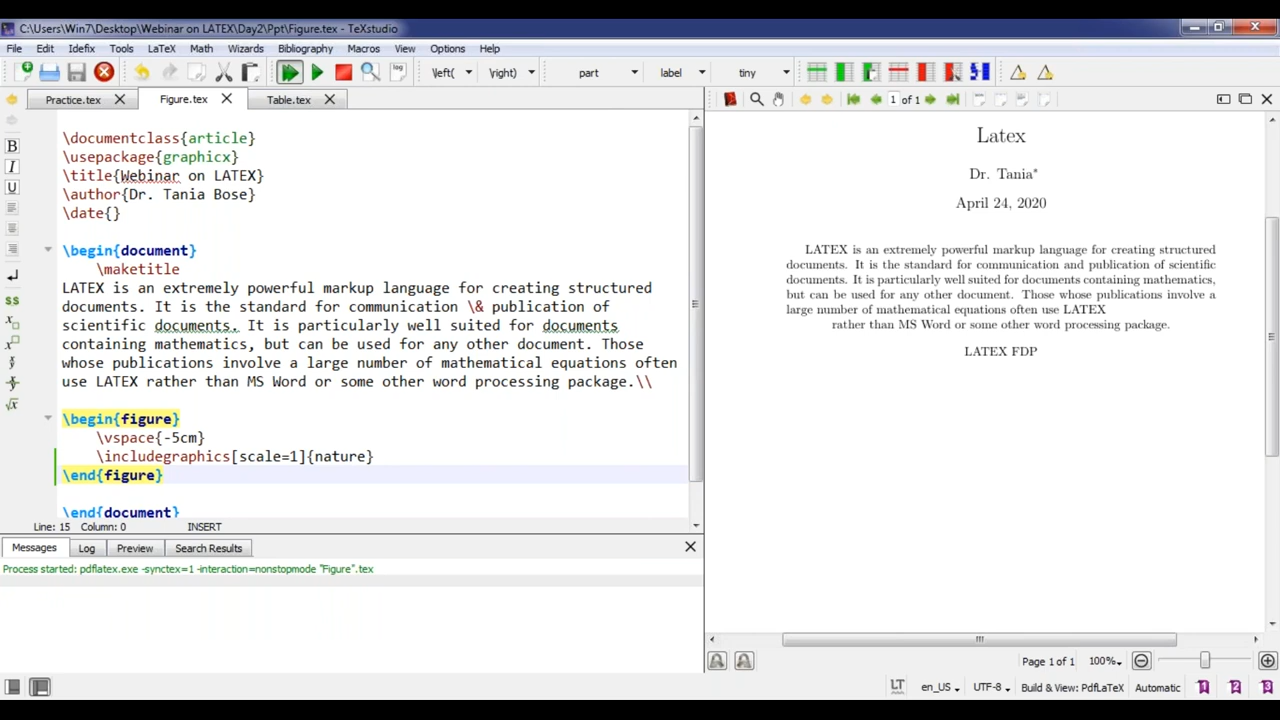 C:\Users\Win7\Desktop\Webinar on LATEX\Day2\Ppt\Figure.tex - TeXstudio
File Edit Idefix Tools LaTeX Math Wizards Bibliography Macros View Options Help
log \left( \right) part label tiny
Practice.tex Figure.tex Table.tex
1 of 1
B
I
U
\documentclass{article}
\usepackage{graphicx}
\title{Webinar on LATEX}
\author{Dr. Tania Bose}
\date{}
\begin{document}
\maketitle
LATEX is an extremely powerful markup language for creating structured
documents. It is the standard for communication \& publication of
scientific documents. It is particularly well suited for documents
containing mathematics, but can be used for any other document. Those
whose publications involve a large number of mathematical equations often
use LATEX rather than MS Word or some other word processing package.\\
\begin{figure}
\vspace{-5cm}
\includegraphics[scale=1]{nature}
\end{figure}
\end{document}
Line: 15 Column: 0 INSERT
Messages Log Preview Search Results
Process started: pdflatex.exe -synctex=1 -interaction=nonstopmode "Figure".tex
Latex
Dr. Tania*
April 24, 2020
LATEX is an extremely powerful markup language for creating structured
documents. It is the standard for communication and publication of scientific
documents. It is particularly well suited for documents containing mathematics,
but can be used for any other document. Those whose publications involve a
large number of mathematical equations often use LATEX
rather than MS Word or some other word processing package.
LATEX FDP
Page 1 of 1 100%
LT en_US UTF-8 Build & View: PdfLaTeX Automatic 1 2 3